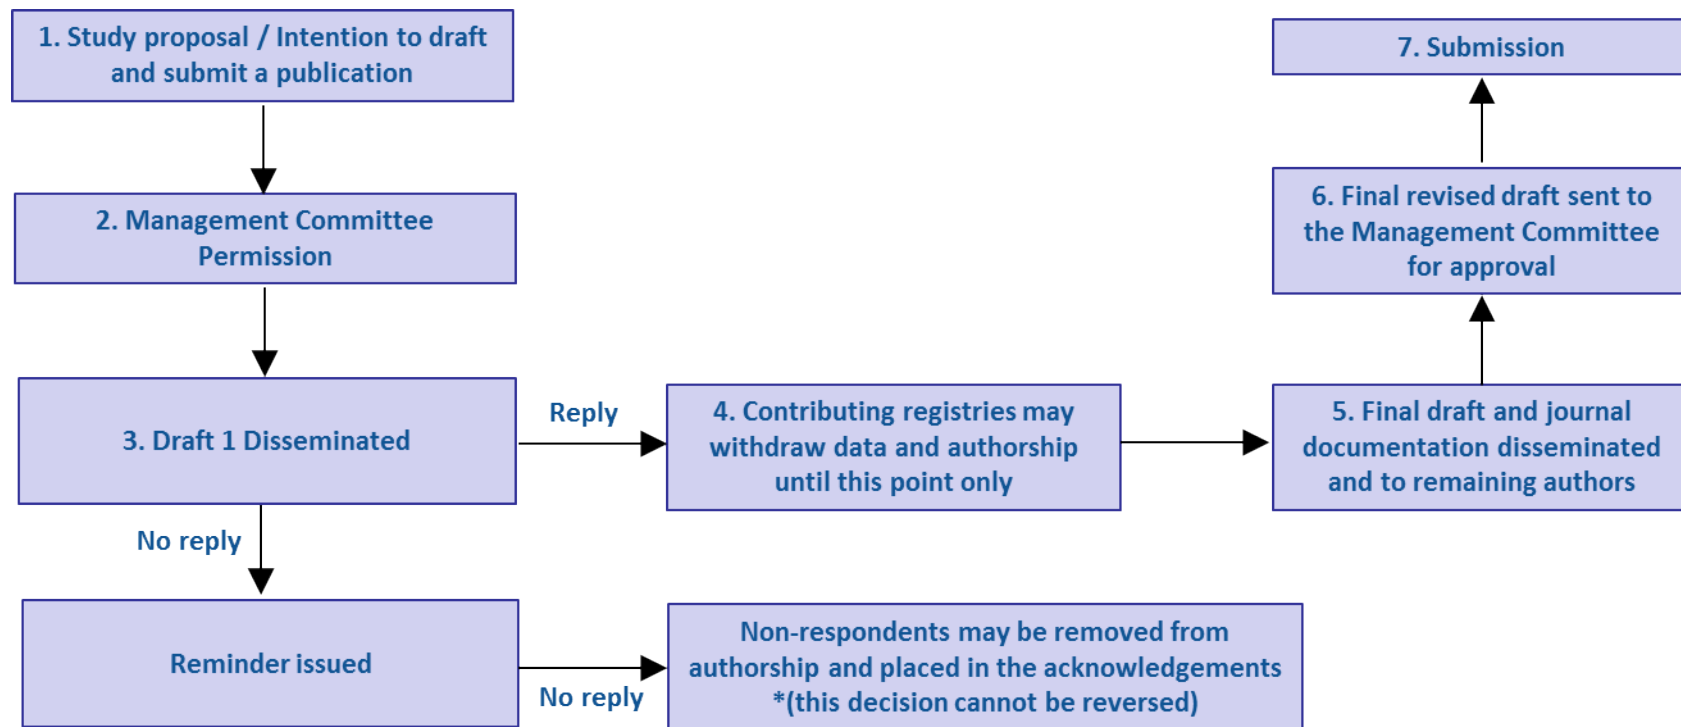 1. Study proposal / Intention to draft
and submit a publication
2. Management Committee
Permission
3. Draft 1 Disseminated
Reply
4. Contributing registries may
withdraw data and authorship
until this point only
5. Final draft and journal
documentation disseminated
and to remaining authors
6. Final revised draft sent to
the Management Committee
for approval
7. Submission
No reply
Reminder issued
No reply
Non-respondents may be removed from
authorship and placed in the acknowledgements
*(this decision cannot be reversed)